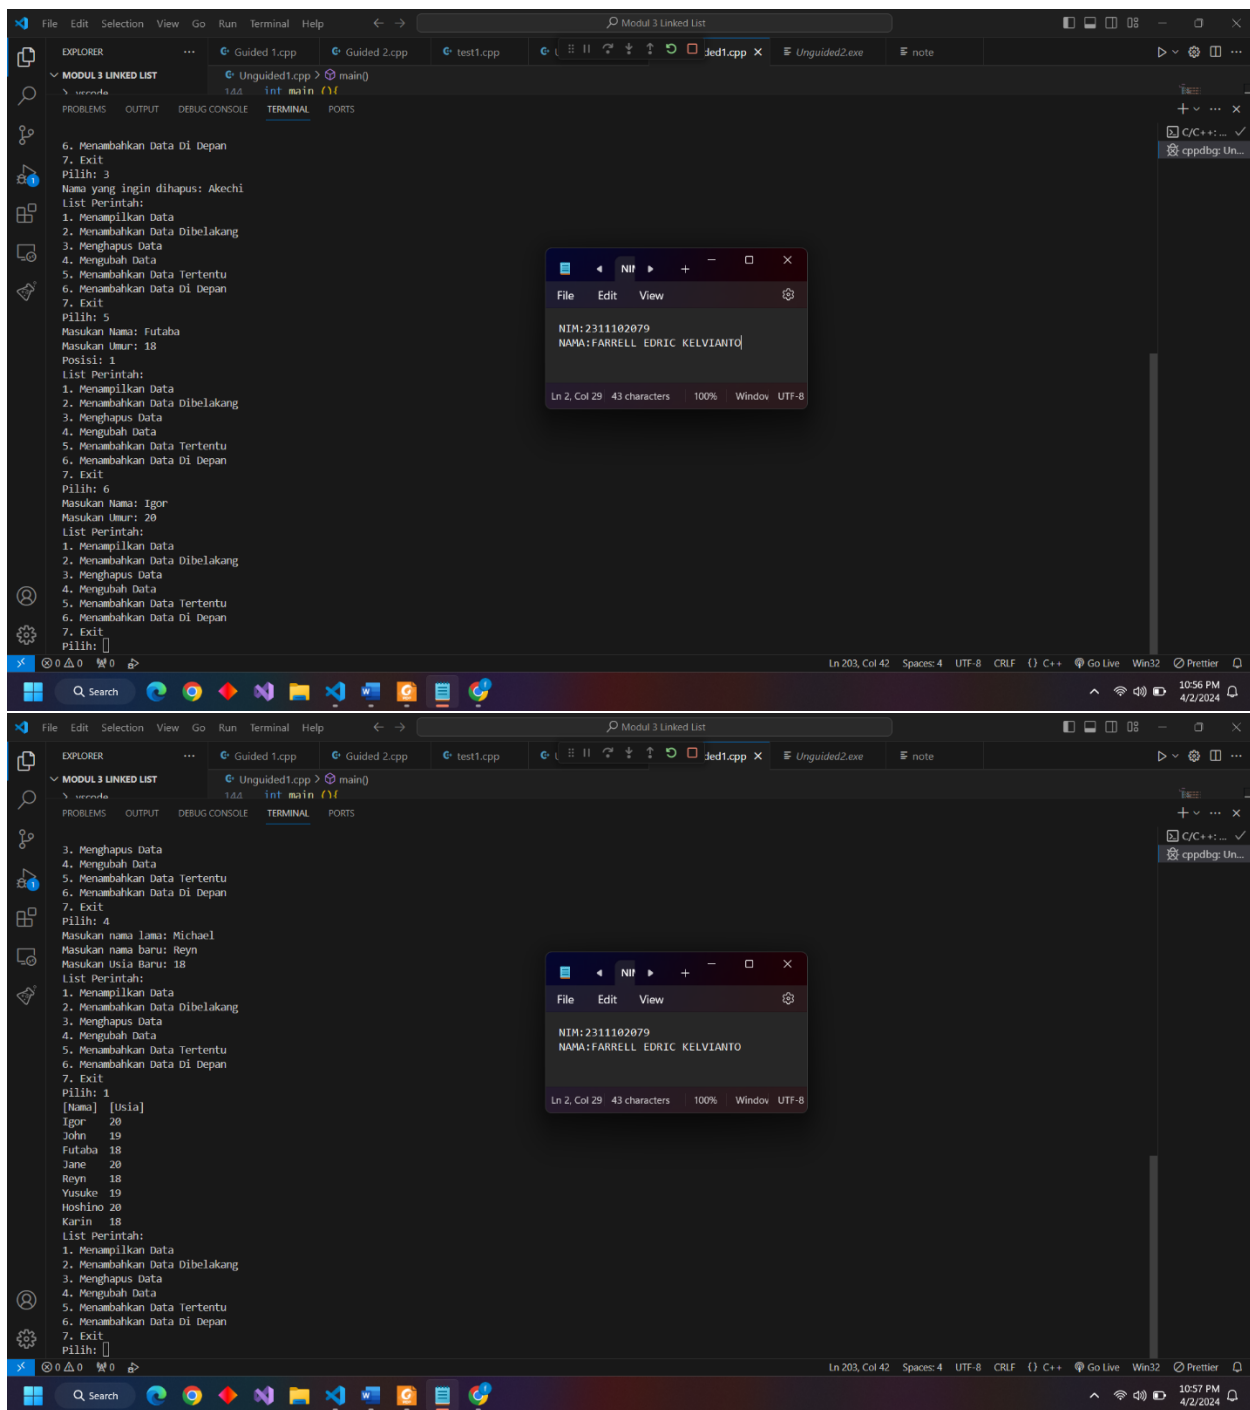 File Edit Selection View Go Run Terminal Help
Modul 3 Linked List
EXPLORER
Guided 1.cpp Guided 2.cpp test1.cpp ded1.cpp Unguided2.exe note
MODUL 3 LINKED LIST
Unguided1.cpp > main()
.vscode
144 int main (){
PROBLEMS OUTPUT DEBUG CONSOLE TERMINAL PORTS
C/C++: ...
cppdbg: Un...
6. Menambahkan Data Di Depan
7. Exit
Pilih: 3
Nama yang ingin dihapus: Akechi
List Perintah:
1. Menampilkan Data
2. Menambahkan Data Dibelakang
3. Menghapus Data
4. Mengubah Data
5. Menambahkan Data Tertentu
6. Menambahkan Data Di Depan
7. Exit
Pilih: 5
Masukan Nama: Futaba
Masukan Umur: 18
Posisi: 1
List Perintah:
1. Menampilkan Data
2. Menambahkan Data Dibelakang
3. Menghapus Data
4. Mengubah Data
5. Menambahkan Data Tertentu
6. Menambahkan Data Di Depan
7. Exit
Pilih: 6
Masukan Nama: Igor
Masukan Umur: 20
List Perintah:
1. Menampilkan Data
2. Menambahkan Data Dibelakang
3. Menghapus Data
4. Mengubah Data
5. Menambahkan Data Tertentu
6. Menambahkan Data Di Depan
7. Exit
Pilih:
NIM
File Edit View
NIM:2311102079
NAMA:FARRELL EDRIC KELVIANTO
Ln 2, Col 29 43 characters 100% Window UTF-8
0 0 0 Ln 203, Col 42 Spaces: 4 UTF-8 CRLF {} C++ Go Live Win32 Prettier
Search
10:56 PM
4/2/2024
File Edit Selection View Go Run Terminal Help
Modul 3 Linked List
EXPLORER
Guided 1.cpp Guided 2.cpp test1.cpp ded1.cpp Unguided2.exe note
MODUL 3 LINKED LIST
Unguided1.cpp > main()
.vscode
144 int main (){
PROBLEMS OUTPUT DEBUG CONSOLE TERMINAL PORTS
C/C++: ...
cppdbg: Un...
3. Menghapus Data
4. Mengubah Data
5. Menambahkan Data Tertentu
6. Menambahkan Data Di Depan
7. Exit
Pilih: 4
Masukan nama lama: Michael
Masukan nama baru: Reyn
Masukan Usia Baru: 18
List Perintah:
1. Menampilkan Data
2. Menambahkan Data Dibelakang
3. Menghapus Data
4. Mengubah Data
5. Menambahkan Data Tertentu
6. Menambahkan Data Di Depan
7. Exit
Pilih: 1
[Nama] [Usia]
Igor 20
John 19
Futaba 18
Jane 20
Reyn 18
Yusuke 19
Hoshino 20
Karin 18
List Perintah:
1. Menampilkan Data
2. Menambahkan Data Dibelakang
3. Menghapus Data
4. Mengubah Data
5. Menambahkan Data Tertentu
6. Menambahkan Data Di Depan
7. Exit
Pilih:
NIM
File Edit View
NIM:2311102079
NAMA:FARRELL EDRIC KELVIANTO
Ln 2, Col 29 43 characters 100% Window UTF-8
0 0 0 Ln 203, Col 42 Spaces: 4 UTF-8 CRLF {} C++ Go Live Win32 Prettier
Search
10:57 PM
4/2/2024